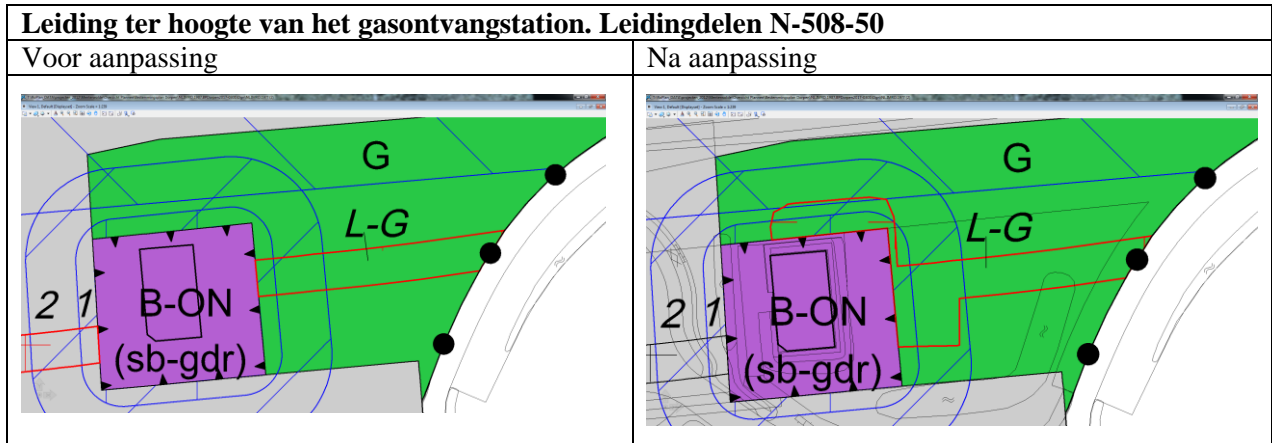 Leiding ter hoogte van het gasontvangstation. Leidingdelen N-508-50
Voor aanpassing
Na aanpassing
G
L-G
2 1
B-ON
(sb-gdr)
G
L-G
2 1
B-ON
(sb-gdr)